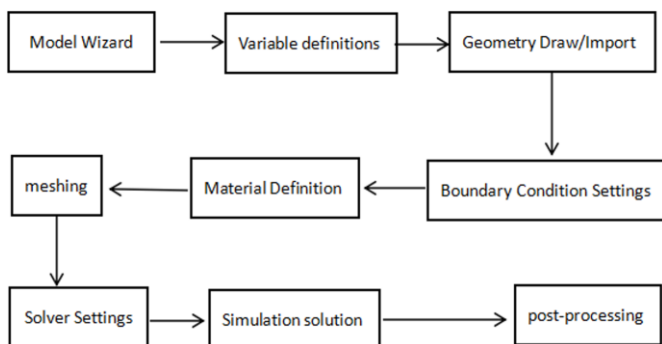 Model Wizard
Variable definitions
Geometry Draw/Import
Boundary Condition Settings
Material Definition
meshing
Solver Settings
Simulation solution
post-processing